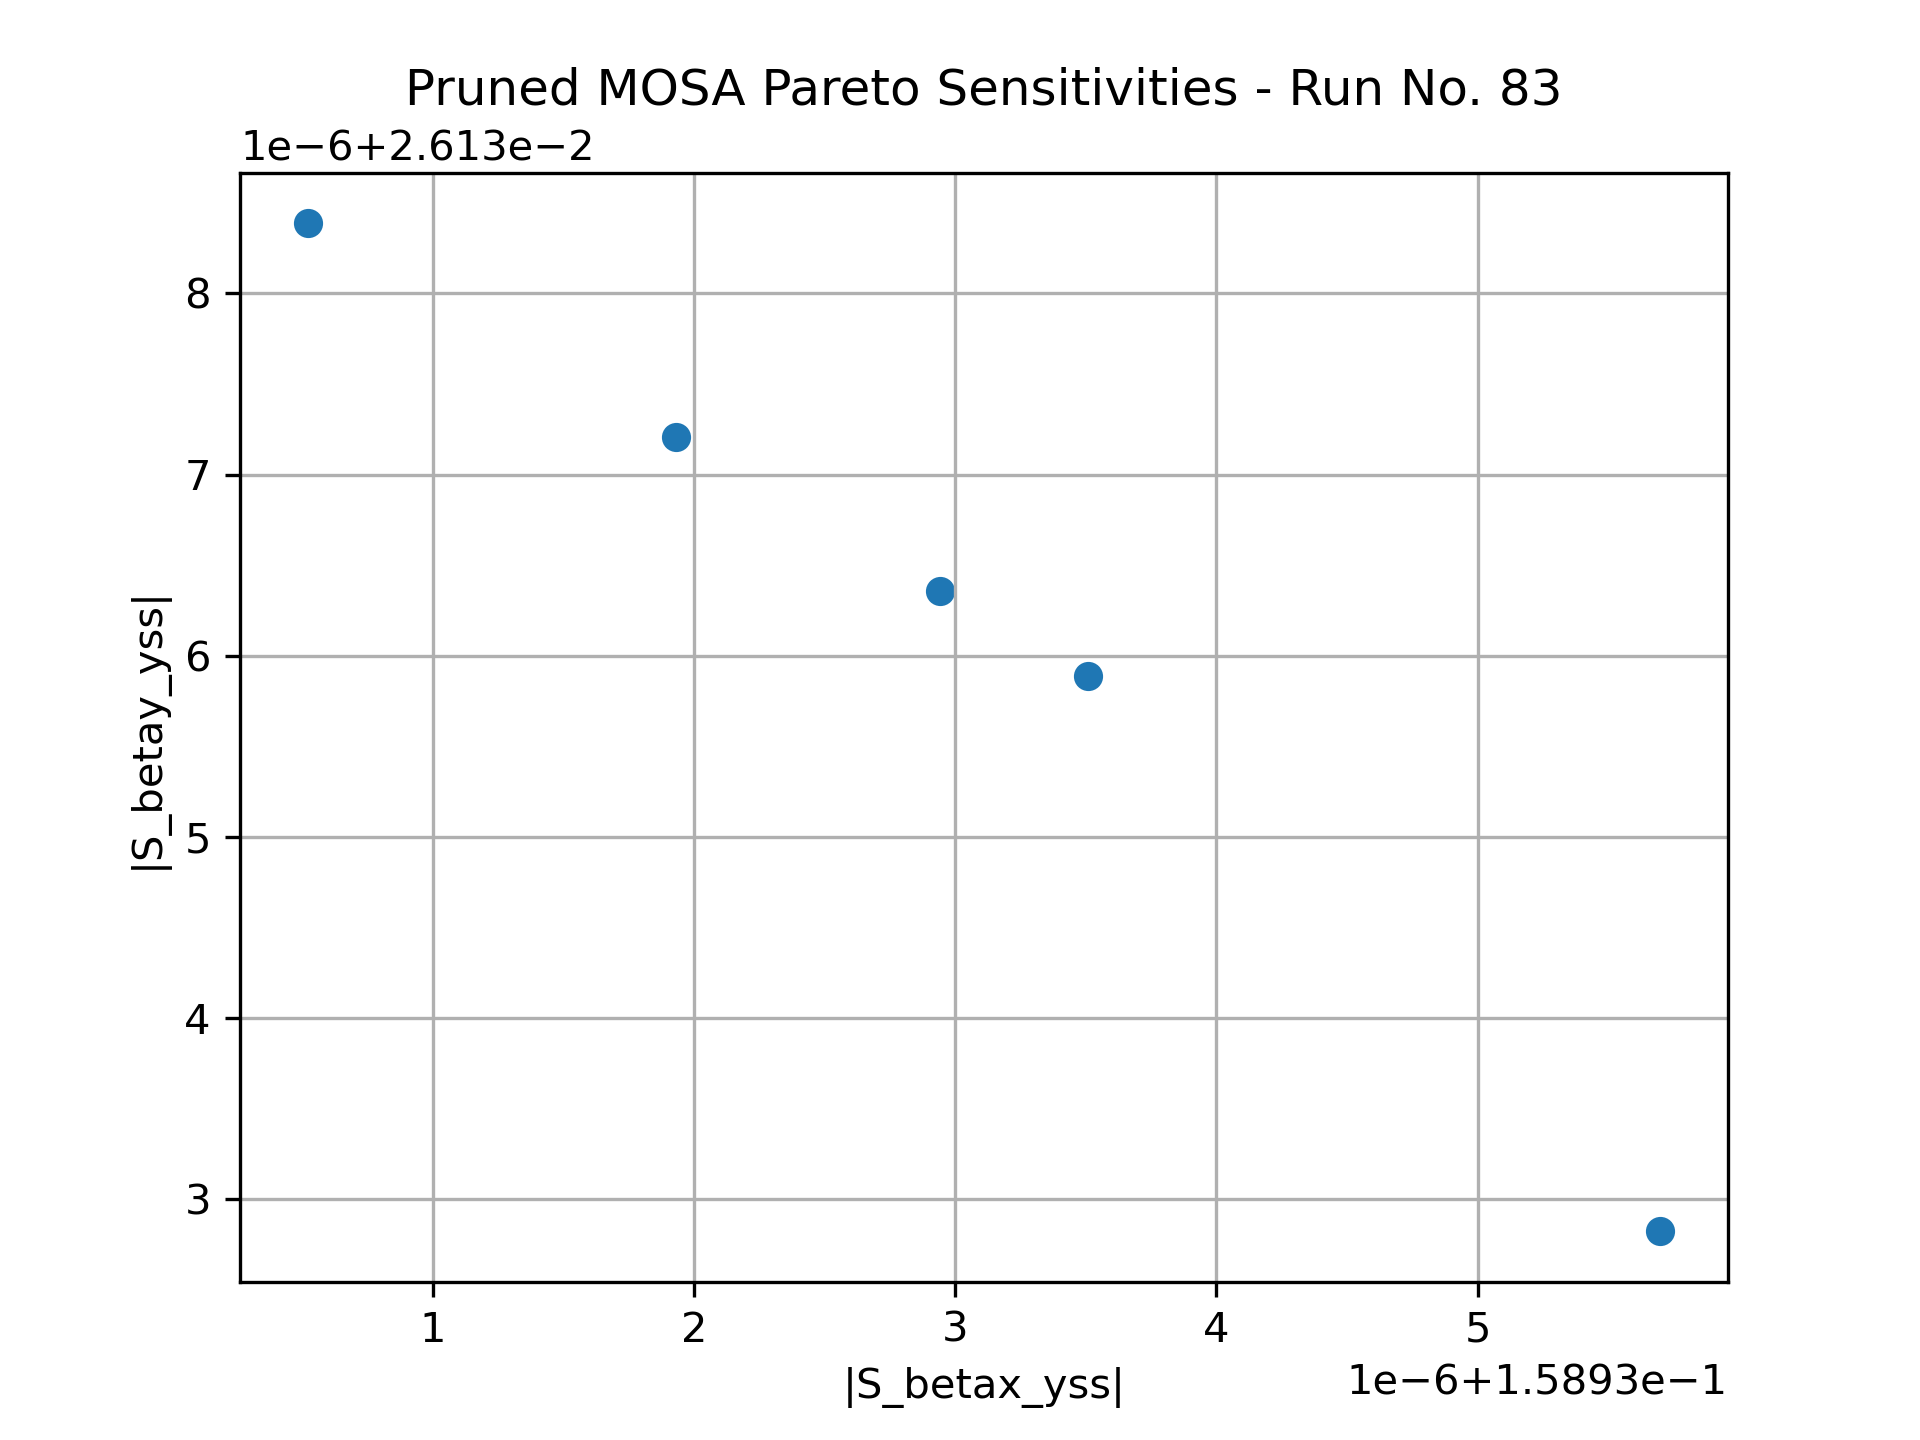 Pruned MOSA Pareto Sensitivities - Run No. 83
1e−6+2.613e−2
8
7
6
5
4
3
|S_betay_yss|
1
2
3
4
5
|S_betax_yss|
1e−6+1.5893e−1